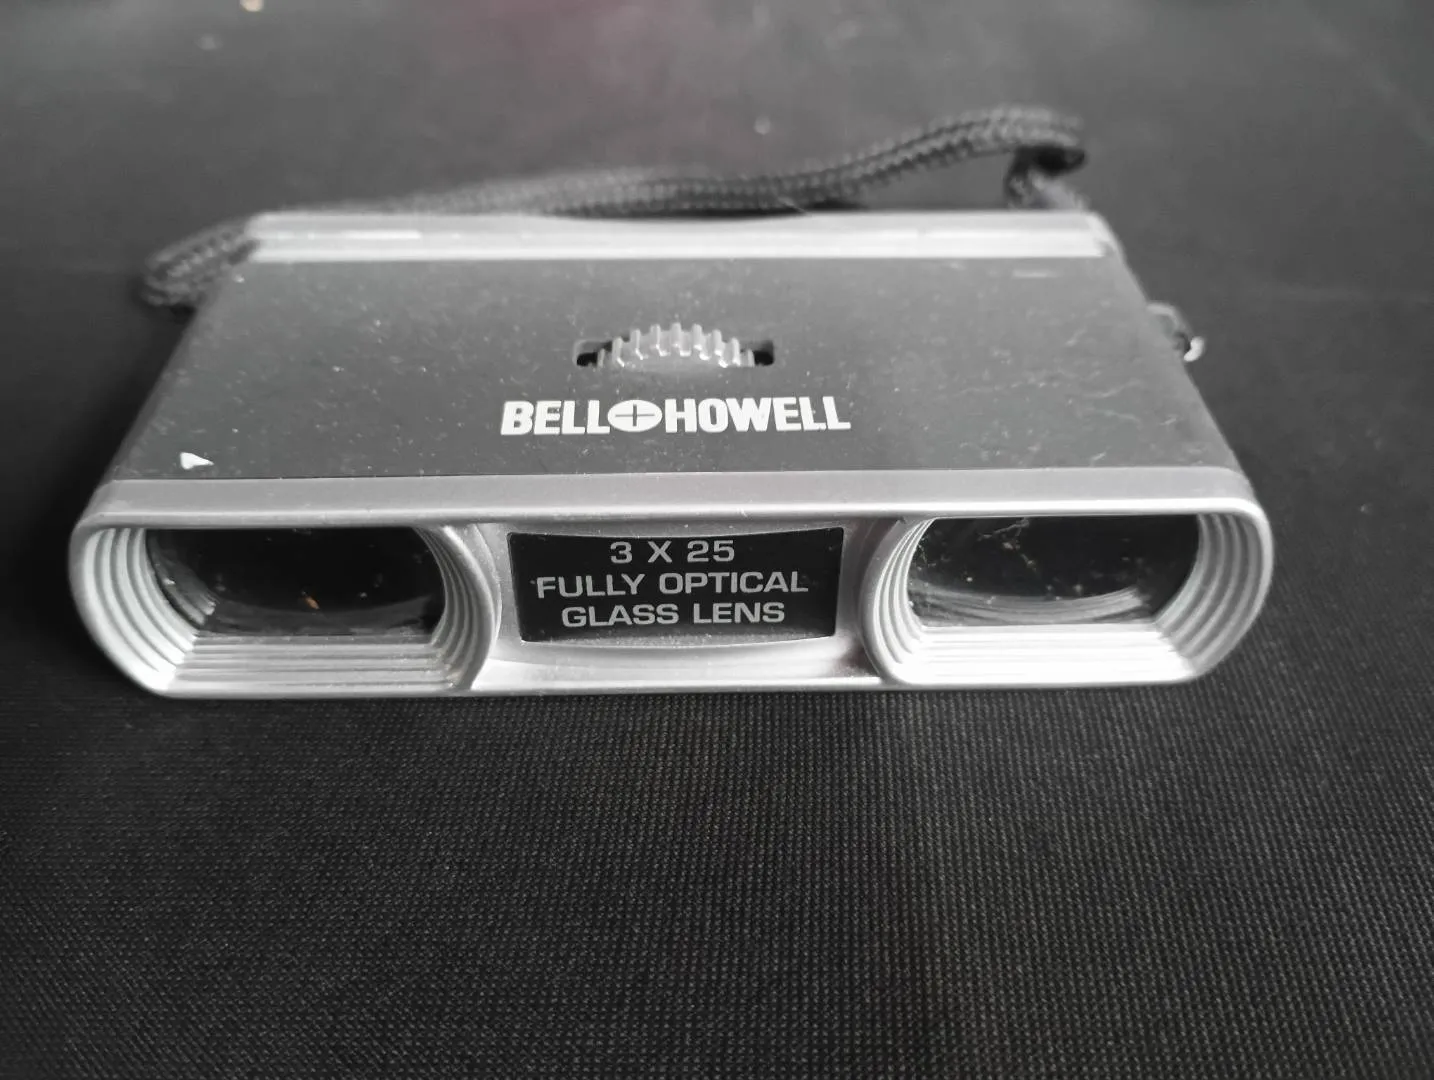 BELL+HOWELL
3 X 25
FULLY OPTICAL
GLASS LENS